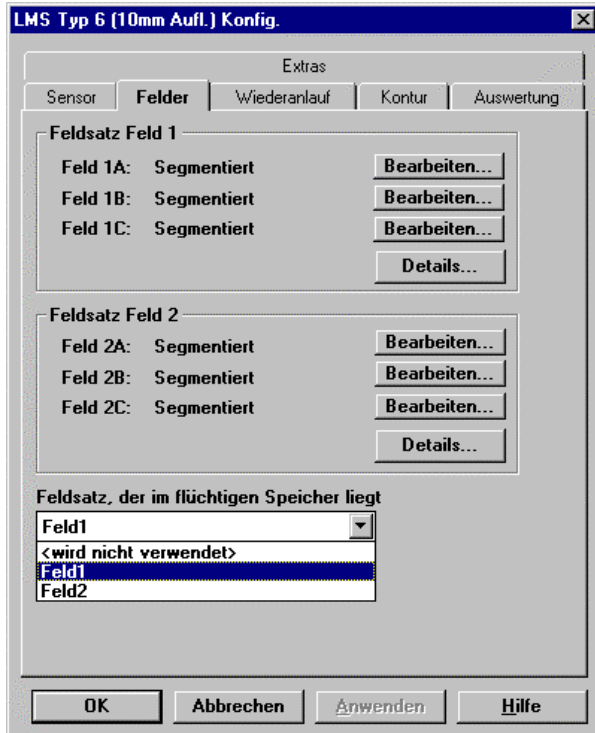 LMS Typ 6 (10mm Aufl.) Konfig.
Extras
Sensor Felder Wiederanlauf Kontur Auswertung
Feldsatz Feld 1
Feld 1A: Segmentiert Bearbeiten...
Feld 1B: Segmentiert Bearbeiten...
Feld 1C: Segmentiert Bearbeiten...
Details...
Feldsatz Feld 2
Feld 2A: Segmentiert Bearbeiten...
Feld 2B: Segmentiert Bearbeiten...
Feld 2C: Segmentiert Bearbeiten...
Details...
Feldsatz, der im flüchtigen Speicher liegt
Feld1
<wird nicht verwendet>
Feld1
Feld2
OK Abbrechen Anwenden Hilfe